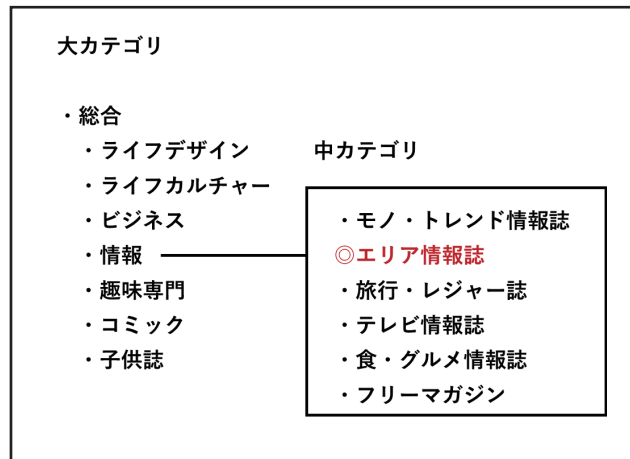 大カテゴリ
・総合
・ライフデザイン
・ライフカルチャー
・ビジネス
・情報
・趣味専門
・コミック
・子供誌
中カテゴリ
・モノ・トレンド情報誌
◎エリア情報誌
・旅行・レジャー誌
・テレビ情報誌
・食・グルメ情報誌
・フリーマガジン